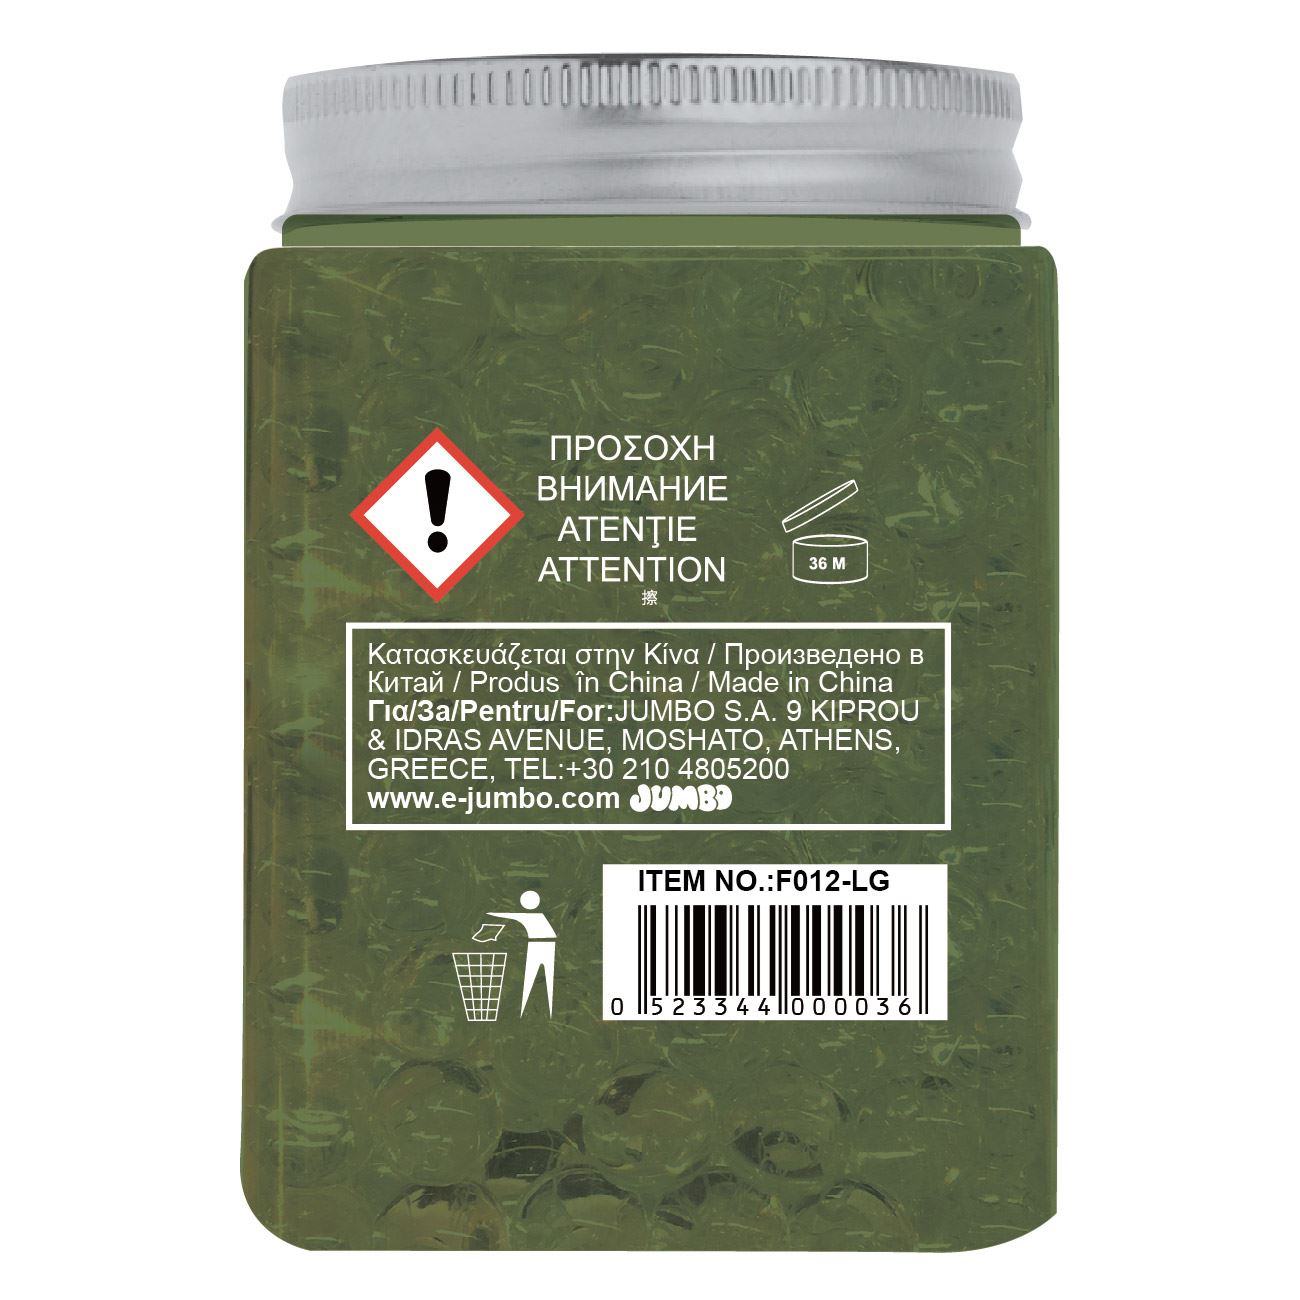 ΠΡΟΣΟΧΗ
ВНИМАНИЕ
ATENŢIE
ATTENTION
擦
36 M
Κατασκευάζεται στην Κίνα / Произведено в
Китай / Produs în China / Made in China
Για/За/Pentru/For:JUMBO S.A. 9 KIPROU
& IDRAS AVENUE, MOSHATO, ATHENS,
GREECE, TEL:+30 210 4805200
www.e-jumbo.com JUMBO
ITEM NO.:F012-LG
0 523344 000036